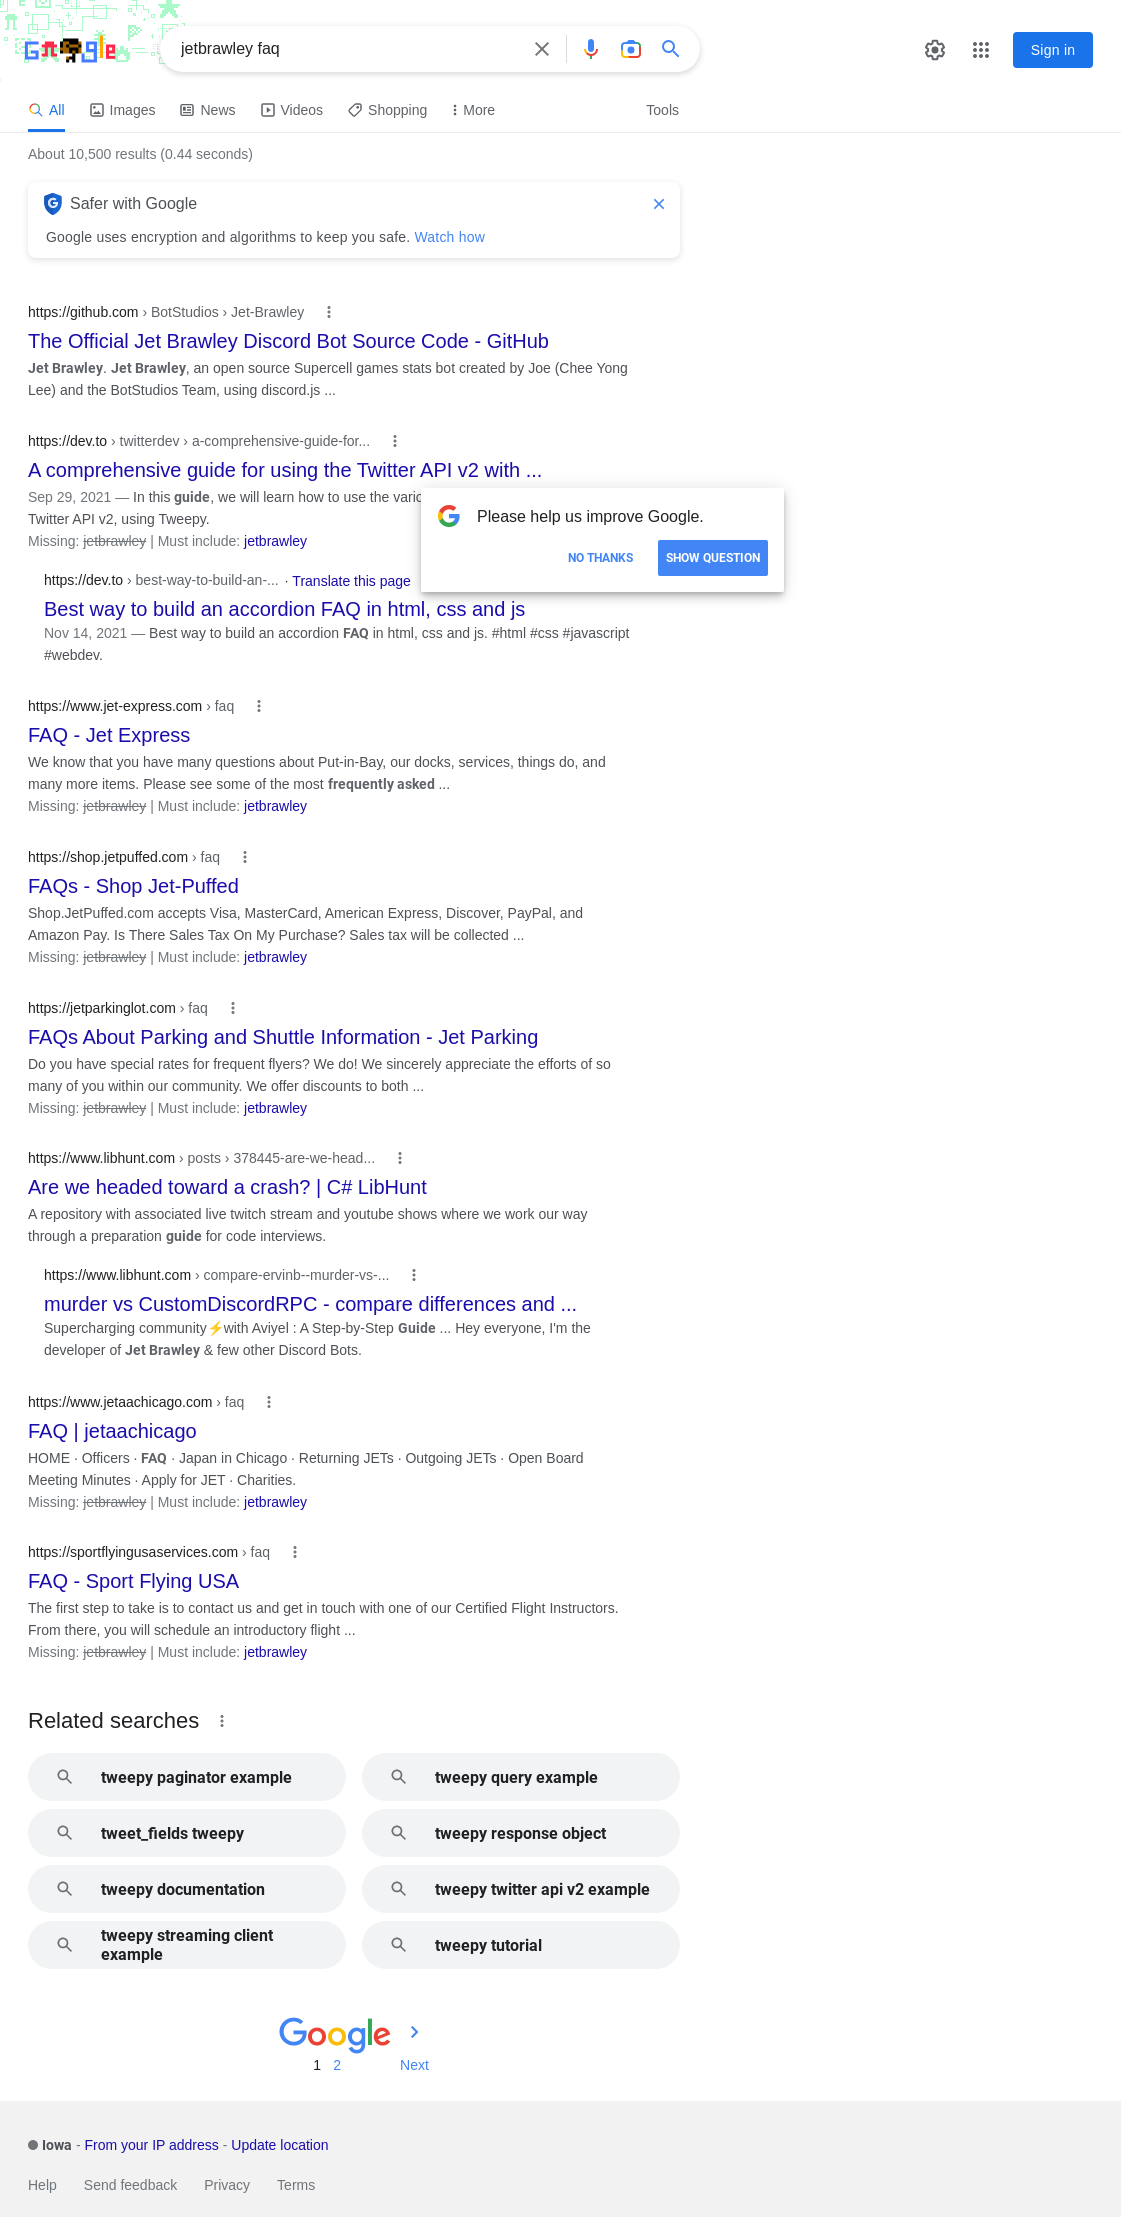 Google
jetbrawley faq
Sign in
All Images News Videos Shopping More Tools
About 10,500 results (0.44 seconds)
Safer with Google
Google uses encryption and algorithms to keep you safe. Watch how
https://github.com › BotStudios › Jet-Brawley
The Official Jet Brawley Discord Bot Source Code - GitHub
Jet Brawley. Jet Brawley, an open source Supercell games stats bot created by Joe (Chee Yong
Lee) and the BotStudios Team, using discord.js ...
https://dev.to › twitterdev › a-comprehensive-guide-for...
A comprehensive guide for using the Twitter API v2 with ...
Sep 29, 2021 — In this guide, we will learn how to use the
Twitter API v2, using Tweepy.
Missing: jetbrawley | Must include: jetbrawley
Please help us improve Google.
NO THANKS SHOW QUESTION
https://dev.to › best-way-to-build-an-... · Translate this page
Best way to build an accordion FAQ in html, css and js
Nov 14, 2021 — Best way to build an accordion FAQ in html, css and js. #html #css #javascript
#webdev.
https://www.jet-express.com › faq
FAQ - Jet Express
We know that you have many questions about Put-in-Bay, our docks, services, things do, and
many more items. Please see some of the most frequently asked ...
Missing: jetbrawley | Must include: jetbrawley
https://shop.jetpuffed.com › faq
FAQs - Shop Jet-Puffed
Shop.JetPuffed.com accepts Visa, MasterCard, American Express, Discover, PayPal, and
Amazon Pay. Is There Sales Tax On My Purchase? Sales tax will be collected ...
Missing: jetbrawley | Must include: jetbrawley
https://jetparkinglot.com › faq
FAQs About Parking and Shuttle Information - Jet Parking
Do you have special rates for frequent flyers? We do! We sincerely appreciate the efforts of so
many of you within our community. We offer discounts to both ...
Missing: jetbrawley | Must include: jetbrawley
https://www.libhunt.com › posts › 378445-are-we-head...
Are we headed toward a crash? | C# LibHunt
A repository with associated live twitch stream and youtube shows where we work our way
through a preparation guide for code interviews.
https://www.libhunt.com › compare-ervinb--murder-vs-...
murder vs CustomDiscordRPC - compare differences and ...
Supercharging community⚡with Aviyel : A Step-by-Step Guide ... Hey everyone, I'm the
developer of Jet Brawley & few other Discord Bots.
https://www.jetaachicago.com › faq
FAQ | jetaachicago
HOME · Officers · FAQ · Japan in Chicago · Returning JETs · Outgoing JETs · Open Board
Meeting Minutes · Apply for JET · Charities.
Missing: jetbrawley | Must include: jetbrawley
https://sportflyingusaservices.com › faq
FAQ - Sport Flying USA
The first step to take is to contact us and get in touch with one of our Certified Flight Instructors.
From there, you will schedule an introductory flight ...
Missing: jetbrawley | Must include: jetbrawley
Related searches
tweepy paginator example
tweepy query example
tweet_fields tweepy
tweepy response object
tweepy documentation
tweepy twitter api v2 example
tweepy streaming client
example
tweepy tutorial
Google
1 2 Next
Iowa - From your IP address - Update location
Help Send feedback Privacy Terms